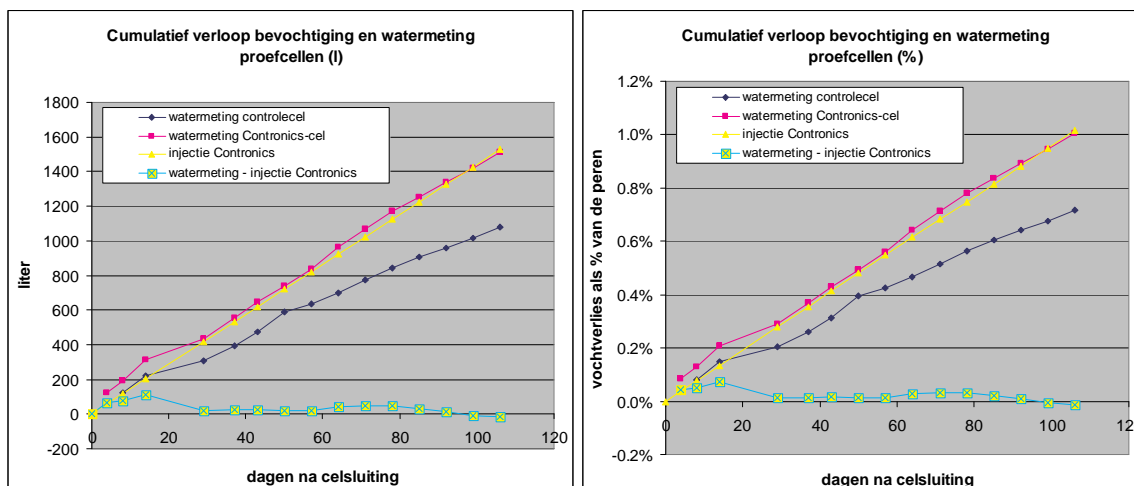 Cumulatief verloop bevochtiging en watermeting
proefcellen (l)
1800
1600
1400
1200
1000
800
600
400
200
0
-200
liter
watermeting controlecel
watermeting Contronics-cel
injectie Contronics
watermeting - injectie Contronics
0 20 40 60 80 100 120
dagen na celsluiting
Cumulatief verloop bevochtiging en watermeting
proefcellen (%)
1.2%
1.0%
0.8%
0.6%
0.4%
0.2%
0.0%
-0.2%
vochtverlies als % van de peren
watermeting controlecel
watermeting Contronics-cel
injectie Contronics
watermeting - injectie Contronics
0 20 40 60 80 100 12
dagen na celsluiting